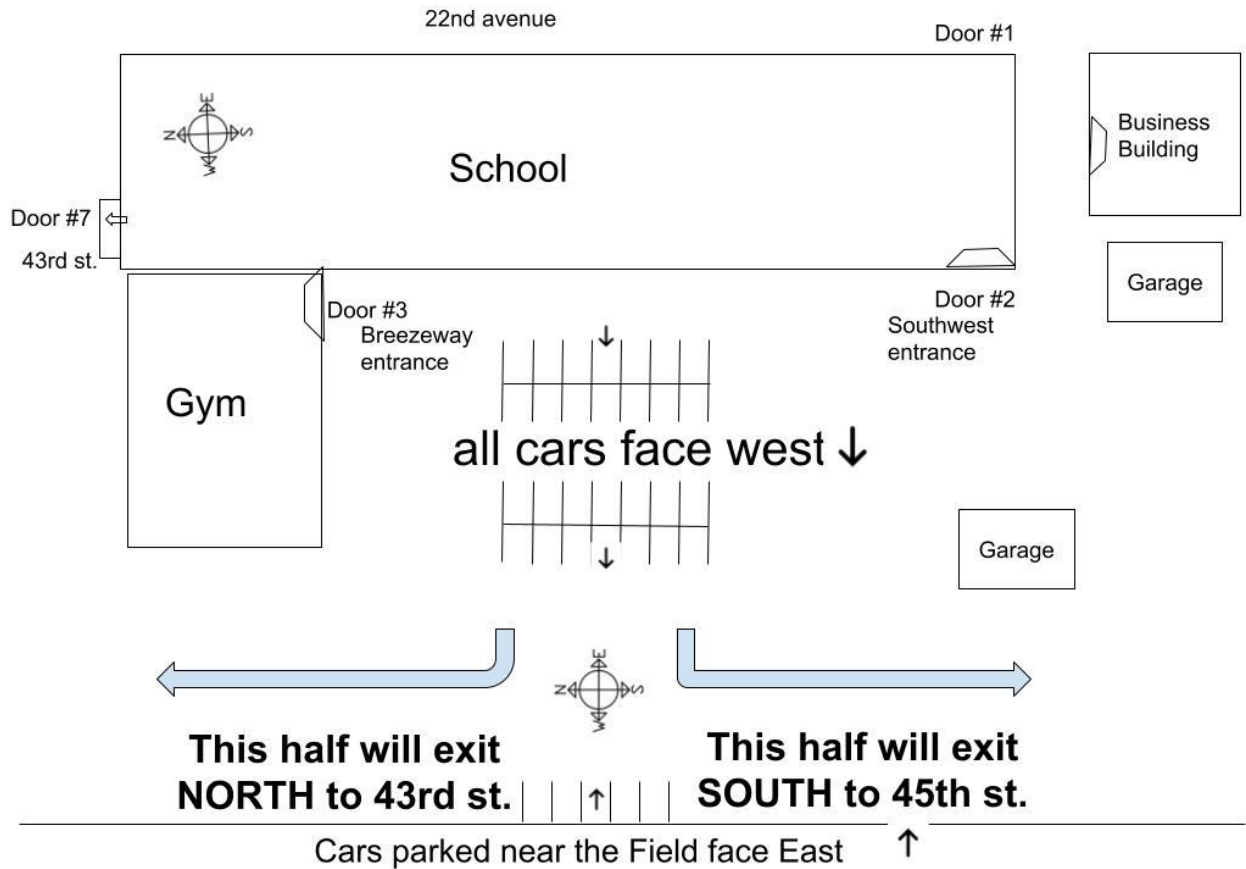 22nd avenue
Door #1
E
N S
W
School
Business
Building
Door #7
43rd st.
Garage
Door #3
Breezeway
entrance
Door #2
Southwest
entrance
Gym
all cars face west
Garage
E
N S
W
This half will exit
NORTH to 43rd st.
This half will exit
SOUTH to 45th st.
Cars parked near the Field face East